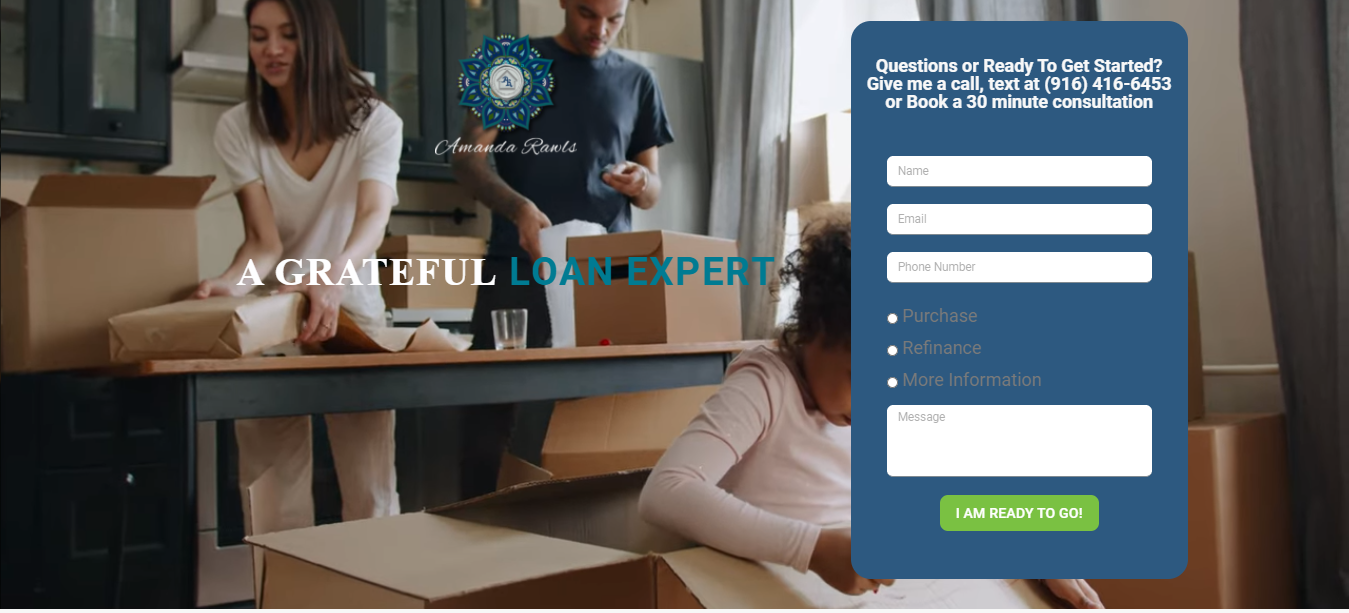 Amanda Rawls
A GRATEFUL LOAN EXPERT
Questions or Ready To Get Started?
Give me a call, text at (916) 416-6453
or Book a 30 minute consultation
Name
Email
Phone Number
Purchase
Refinance
More Information
Message
I AM READY TO GO!